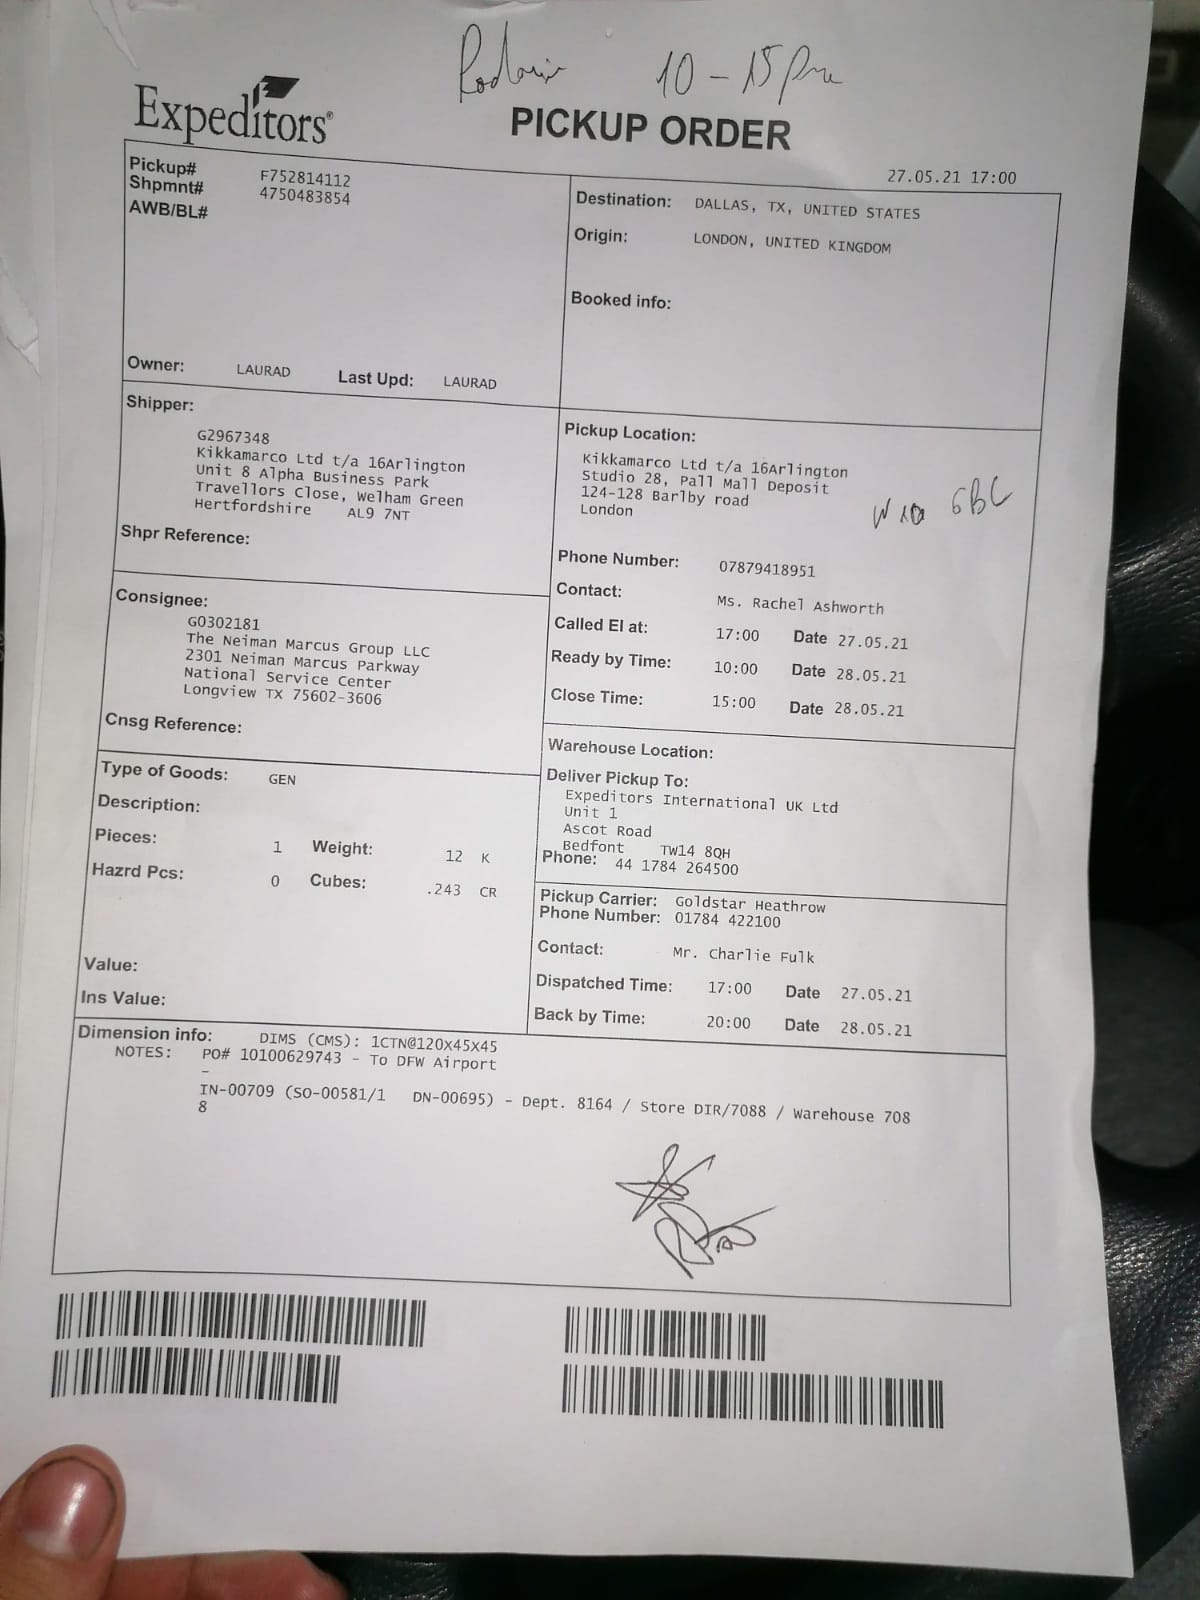 10 - 15 pm
Expeditors®
PICKUP ORDER
27.05.21 17:00
Pickup# F752814112
Shpmnt# 4750483854
AWB/BL#
Destination: DALLAS, TX, UNITED STATES
Origin: LONDON, UNITED KINGDOM
Booked info:
Owner: LAURAD Last Upd: LAURAD
Shipper:
G2967348
Kikkamarco Ltd t/a 16Arlington
Unit 8 Alpha Business Park
Travellors Close, Welham Green
Hertfordshire AL9 7NT
Shpr Reference:
Pickup Location:
Kikkamarco Ltd t/a 16Arlington
Studio 28, Pall Mall Deposit
124-128 Barlby road
London
W10 6BL
Phone Number: 07879418951
Contact: Ms. Rachel Ashworth
Called EI at: 17:00 Date 27.05.21
Ready by Time: 10:00 Date 28.05.21
Close Time: 15:00 Date 28.05.21
Consignee:
G0302181
The Neiman Marcus Group LLC
2301 Neiman Marcus Parkway
National Service Center
Longview TX 75602-3606
Cnsg Reference:
Warehouse Location:
Deliver Pickup To:
Expeditors International UK Ltd
Unit 1
Ascot Road
Bedfont TW14 8QH
Phone: 44 1784 264500
Type of Goods: GEN
Description:
Pieces: 1 Weight: 12 K
Hazrd Pcs: 0 Cubes: .243 CR
Value:
Ins Value:
Pickup Carrier: Goldstar Heathrow
Phone Number: 01784 422100
Contact: Mr. Charlie Fulk
Dispatched Time: 17:00 Date 27.05.21
Back by Time: 20:00 Date 28.05.21
Dimension info: DIMS (CMS): 1CTN@120X45X45
NOTES: PO# 10100629743 - To DFW Airport
-
IN-00709 (SO-00581/1 DN-00695) - Dept. 8164 / Store DIR/7088 / Warehouse 708
8